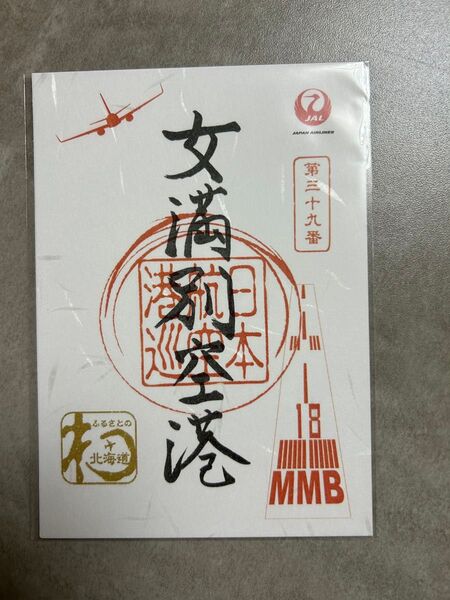 JAL
JAPAN AIRLINES
第三十九番
女満別空港
日本
航空
港巡
18
MMB
ふるさとの
北海道